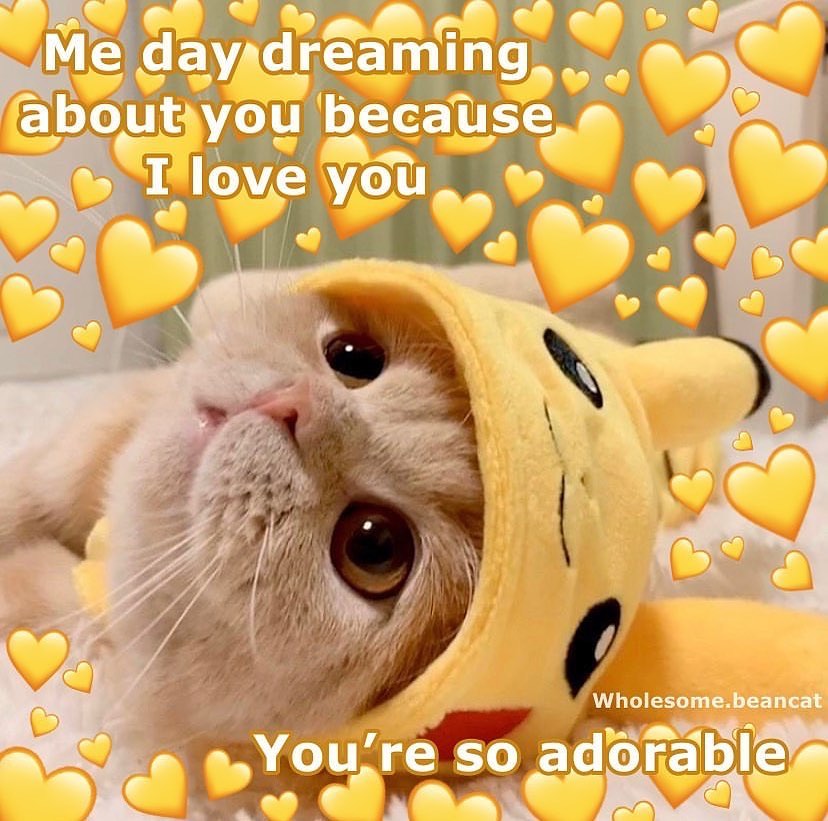 Me day dreaming
about you because
I love you
Wholesome.beancat
You're so adorable